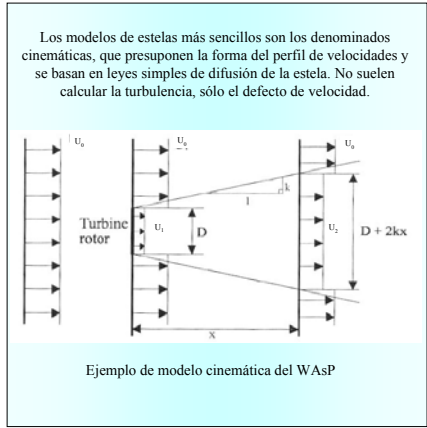 Los modelos de estelas más sencillos son los denominados
cinemáticas, que presuponen la forma del perfil de velocidades y
se basan en leyes simples de difusión de la estela. No suelen
calcular la turbulencia, sólo el defecto de velocidad.
U₀ U₀ U₀
k
l
Turbine
rotor
U₁ D U₂ D + 2kx
x
Ejemplo de modelo cinemática del WAsP